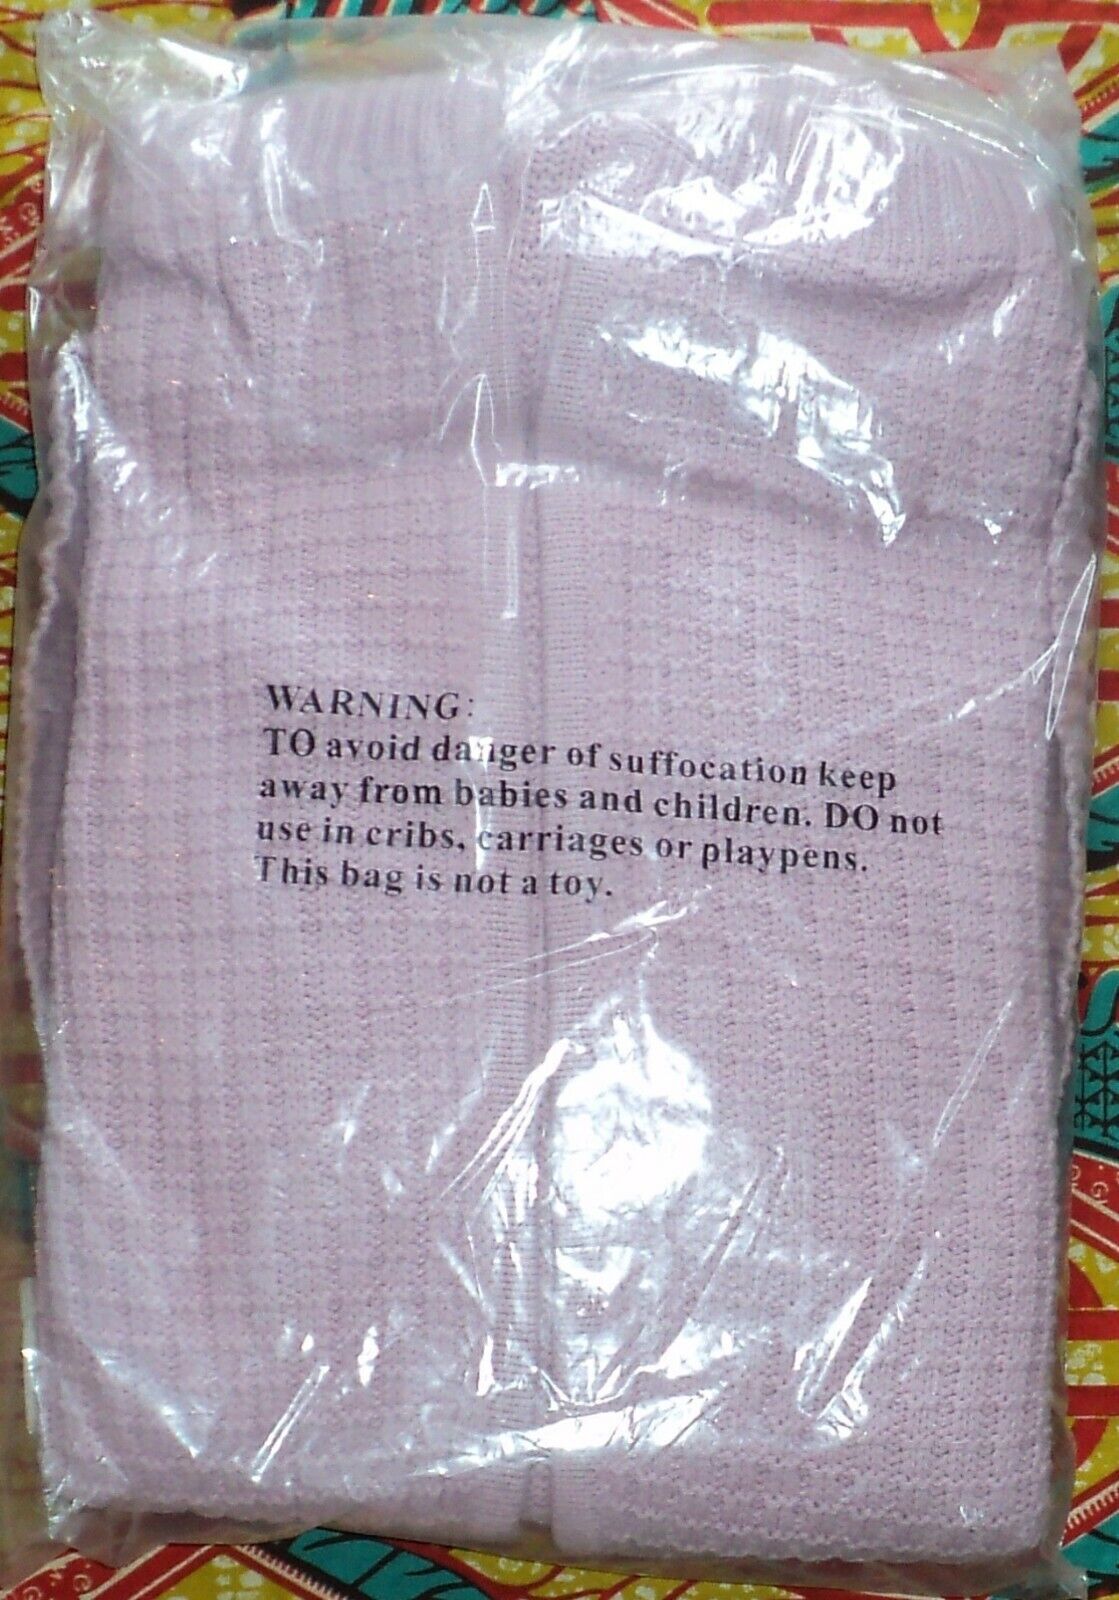 WARNING:
TO avoid danger of suffocation keep
away from babies and children. DO not
use in cribs, carriages or playpens.
This bag is not a toy.